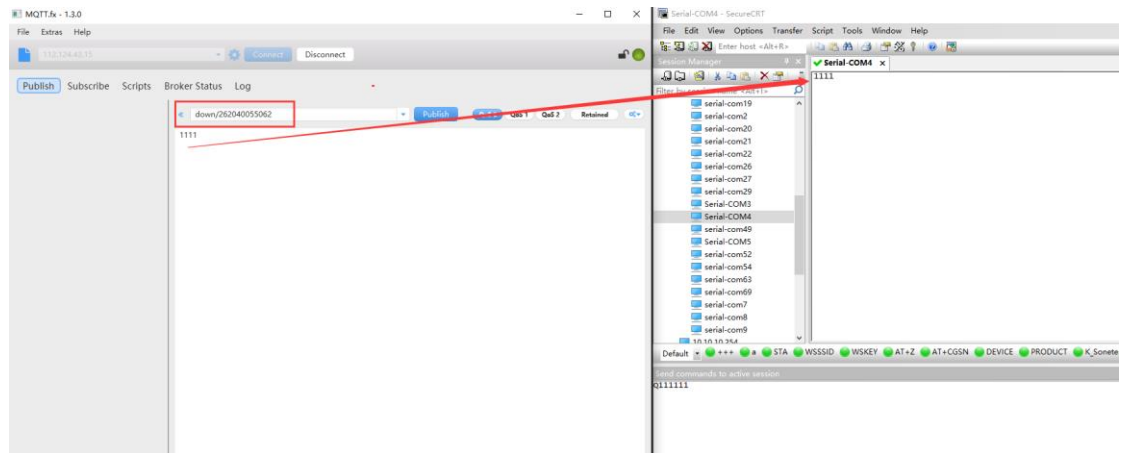 MQTT.fx - 1.3.0
File Extras Help
Connect Disconnect
Publish Subscribe Scripts Broker Status Log
down/262040055062 Publish QoS 1 QoS 2 Retained
1111
Serial-COM4 - SecureCRT
File Edit View Options Transfer Script Tools Window Help
Enter host <Alt+R>
Session Manager
Serial-COM4
1111
serial-com19
serial-com2
serial-com20
serial-com21
serial-com22
serial-com26
serial-com27
serial-com29
Serial-COM3
Serial-COM4
serial-com49
Serial-COM5
serial-com52
serial-com54
serial-com63
serial-com69
serial-com7
serial-com8
serial-com9
10.10.10.254
Default +++ a STA WSSSID WSKEY AT+Z AT+CGSN DEVICE PRODUCT K_Sonete
Send commands to active session
Q111111